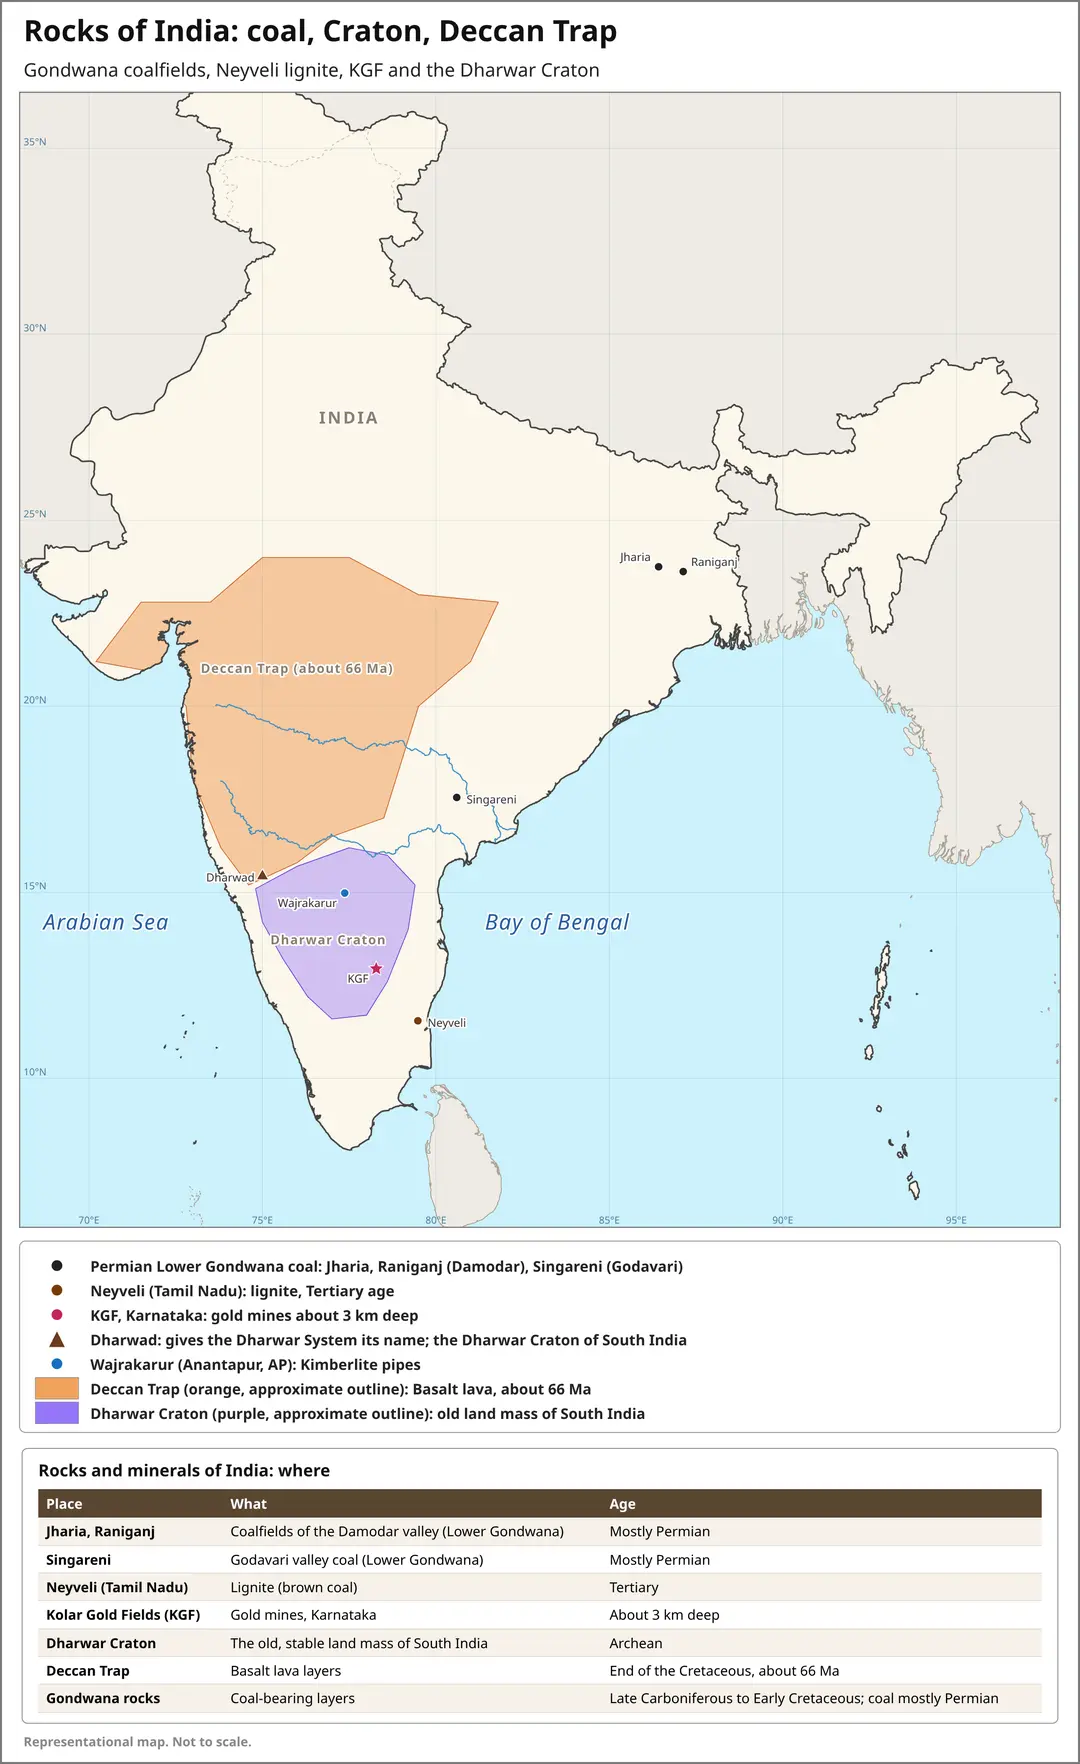 Rocks of India: coal, Craton, Deccan Trap
Gondwana coalfields, Neyveli lignite, KGF and the Dharwar Craton
35°N
30°N
INDIA
25°N
Jharia
Raniganj
Deccan Trap (about 66 Ma)
20°N
Singareni
Dharwad
15°N
Wajrakarur
Arabian Sea
Bay of Bengal
Dharwar Craton
KGF
Neyveli
10°N
70°E 75°E 80°E 85°E 90°E 95°E
Permian Lower Gondwana coal: Jharia, Raniganj (Damodar), Singareni (Godavari)
Neyveli (Tamil Nadu): lignite, Tertiary age
KGF, Karnataka: gold mines about 3 km deep
Dharwad: gives the Dharwar System its name; the Dharwar Craton of South India
Wajrakarur (Anantapur, AP): Kimberlite pipes
Deccan Trap (orange, approximate outline): Basalt lava, about 66 Ma
Dharwar Craton (purple, approximate outline): old land mass of South India
Rocks and minerals of India: where
Place What Age
Jharia, Raniganj Coalfields of the Damodar valley (Lower Gondwana) Mostly Permian
Singareni Godavari valley coal (Lower Gondwana) Mostly Permian
Neyveli (Tamil Nadu) Lignite (brown coal) Tertiary
Kolar Gold Fields (KGF) Gold mines, Karnataka About 3 km deep
Dharwar Craton The old, stable land mass of South India Archean
Deccan Trap Basalt lava layers End of the Cretaceous, about 66 Ma
Gondwana rocks Coal-bearing layers Late Carboniferous to Early Cretaceous; coal mostly Permian
Representational map. Not to scale.